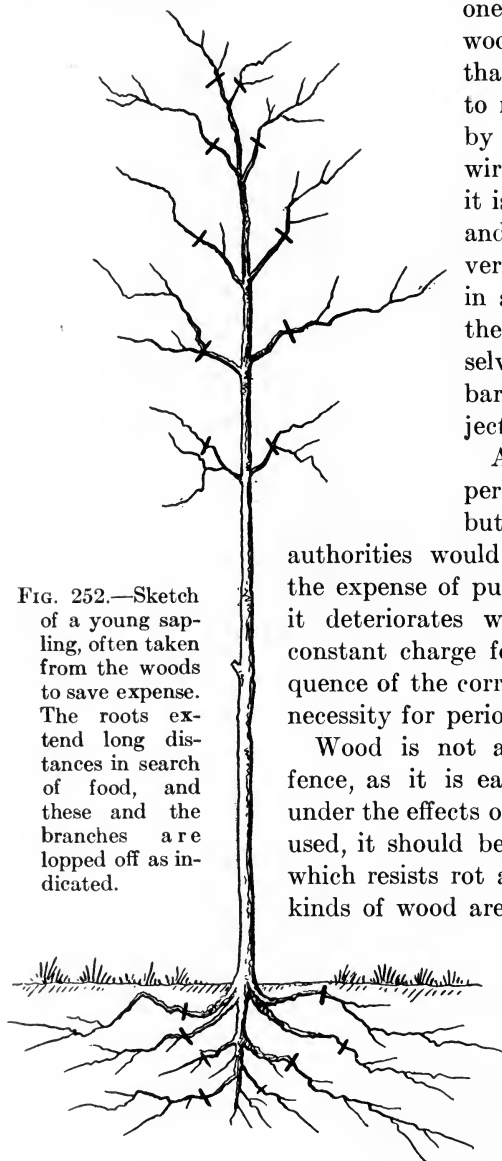 one
woo
tha
to r
by
wir
it is
and
ver
in a
the
selv
bar
ject
A
per
but
authorities would
the expense of pu
it deteriorates w
constant charge fo
quence of the corr
necessity for perio
Wood is not a
fence, as it is ea
under the effects o
used, it should be
which resists rot a
kinds of wood are
FIG. 252.—Sketch
of a young sap-
ling, often taken
from the woods
to save expense.
The roots ex-
tend long dis-
tances in search
of food, and
these and the
branches are
lopped off as in-
dicated.